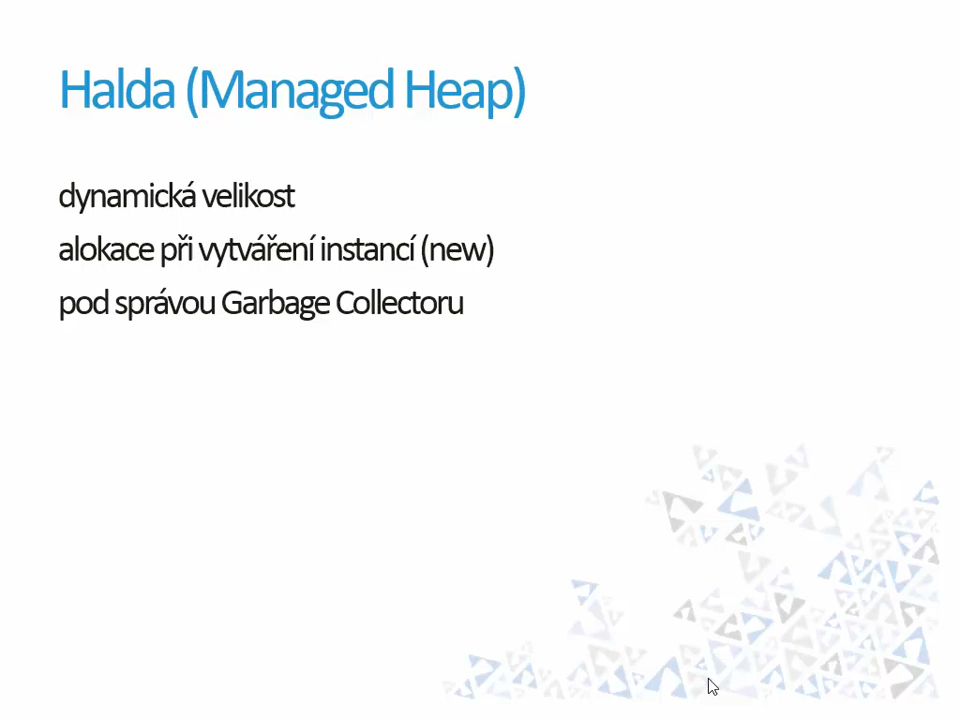 Halda (Managed Heap)
dynamická velikost
alokace při vytváření instancí (new)
pod správou Garbage Collectoru